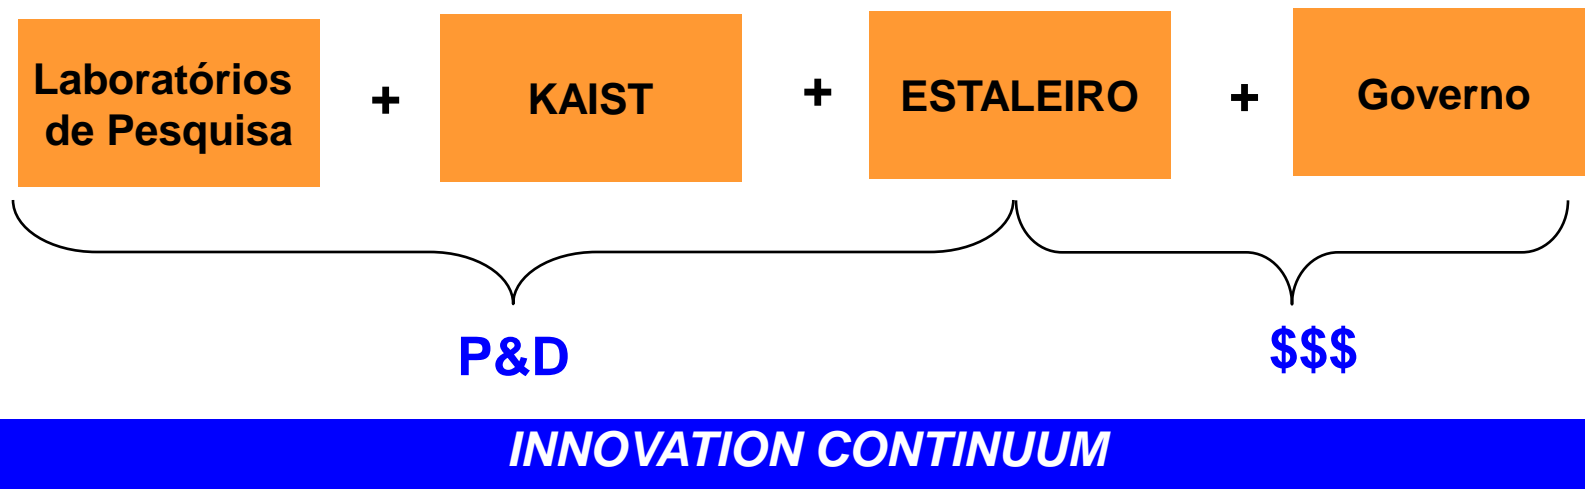 Laboratórios
de Pesquisa
+
KAIST
+
ESTALEIRO
+
Governo
P&D
$$$
INNOVATION CONTINUUM